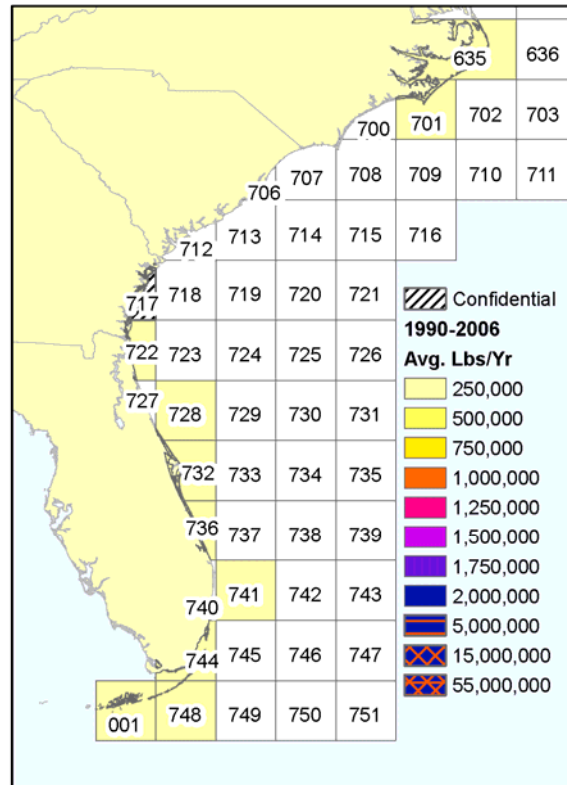 635 636
700 701 702 703
706 707 708 709 710 711
712 713 714 715 716
717 718 719 720 721
722 723 724 725 726
727 728 729 730 731
732 733 734 735
736 737 738 739
740 741 742 743
744 745 746 747
001 748 749 750 751
Confidential
1990-2006
Avg. Lbs/Yr
250,000
500,000
750,000
1,000,000
1,250,000
1,500,000
1,750,000
2,000,000
5,000,000
15,000,000
55,000,000